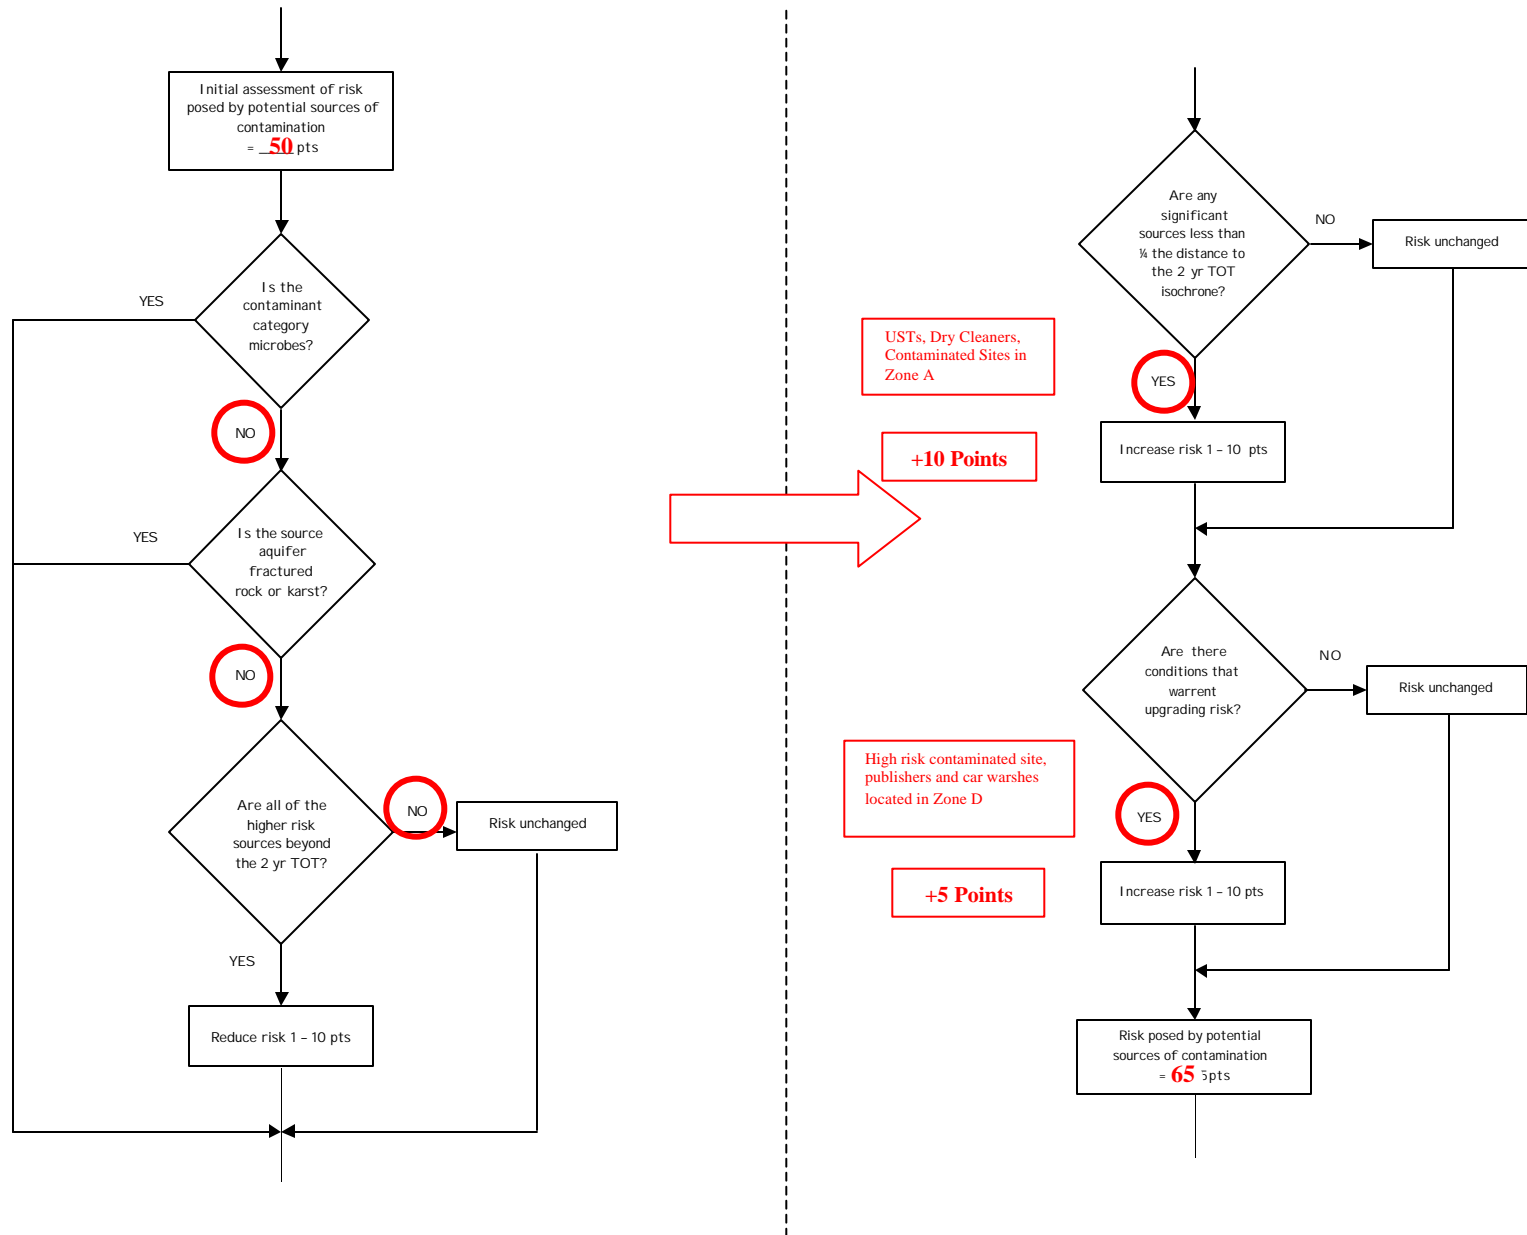 Initial assessment of risk
posed by potential sources of
contamination
= 50 pts
Is the
contaminant
category
microbes?
YES
NO
Is the source
aquifer
fractured
rock or karst?
YES
NO
Are all of the
higher risk
sources beyond
the 2 yr TOT?
NO
Risk unchanged
YES
Reduce risk 1 – 10 pts
Are any
significant
sources less than
¼ the distance to
the 2 yr TOT
isochrone?
NO
Risk unchanged
USTs, Dry Cleaners,
Contaminated Sites in
Zone A
YES
+10 Points
Increase risk 1 – 10 pts
Are there
conditions that
warrent
upgrading risk?
NO
Risk unchanged
High risk contaminated site,
publishers and car warshes
located in Zone D
YES
+5 Points
Increase risk 1 – 10 pts
Risk posed by potential
sources of contamination
= 65 pts